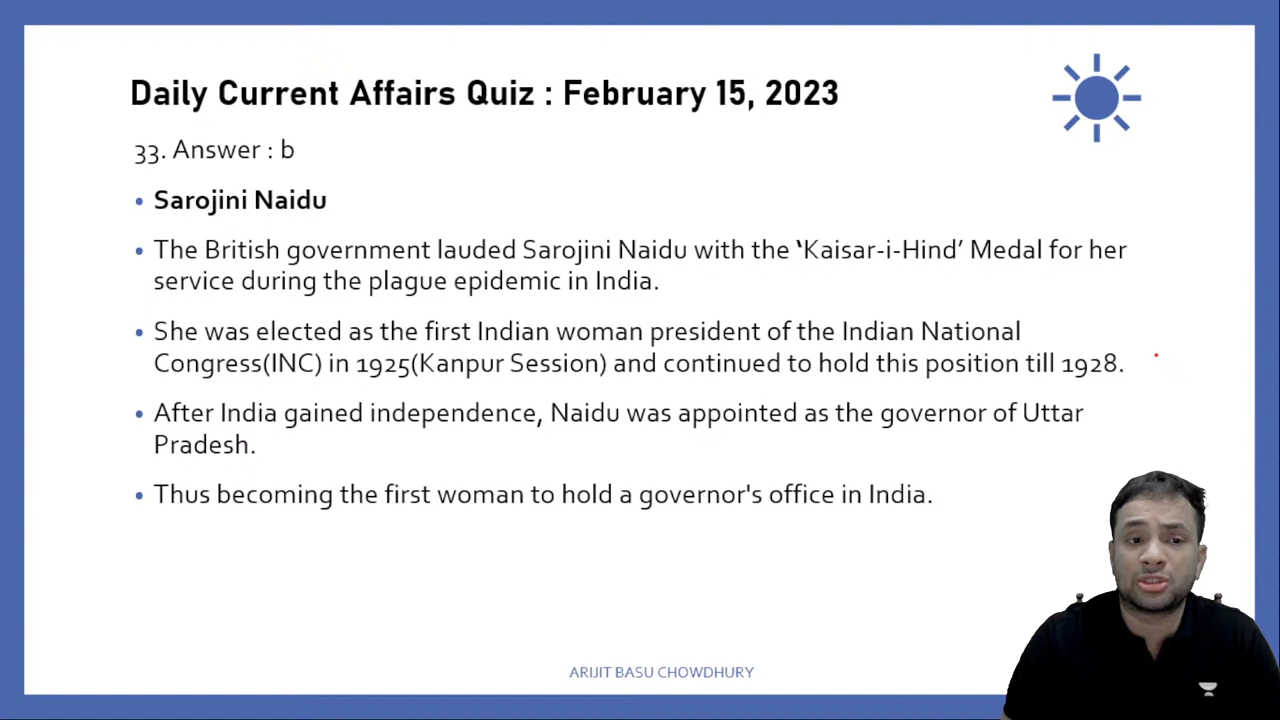 Daily Current Affairs Quiz : February 15, 2023
33. Answer : b
• Sarojini Naidu
• The British government lauded Sarojini Naidu with the ‘Kaisar-i-Hind’ Medal for her
service during the plague epidemic in India.
• She was elected as the first Indian woman president of the Indian National
Congress(INC) in 1925(Kanpur Session) and continued to hold this position till 1928.
• After India gained independence, Naidu was appointed as the governor of Uttar
Pradesh.
• Thus becoming the first woman to hold a governor's office in India.
ARIJIT BASU CHOWDHURY